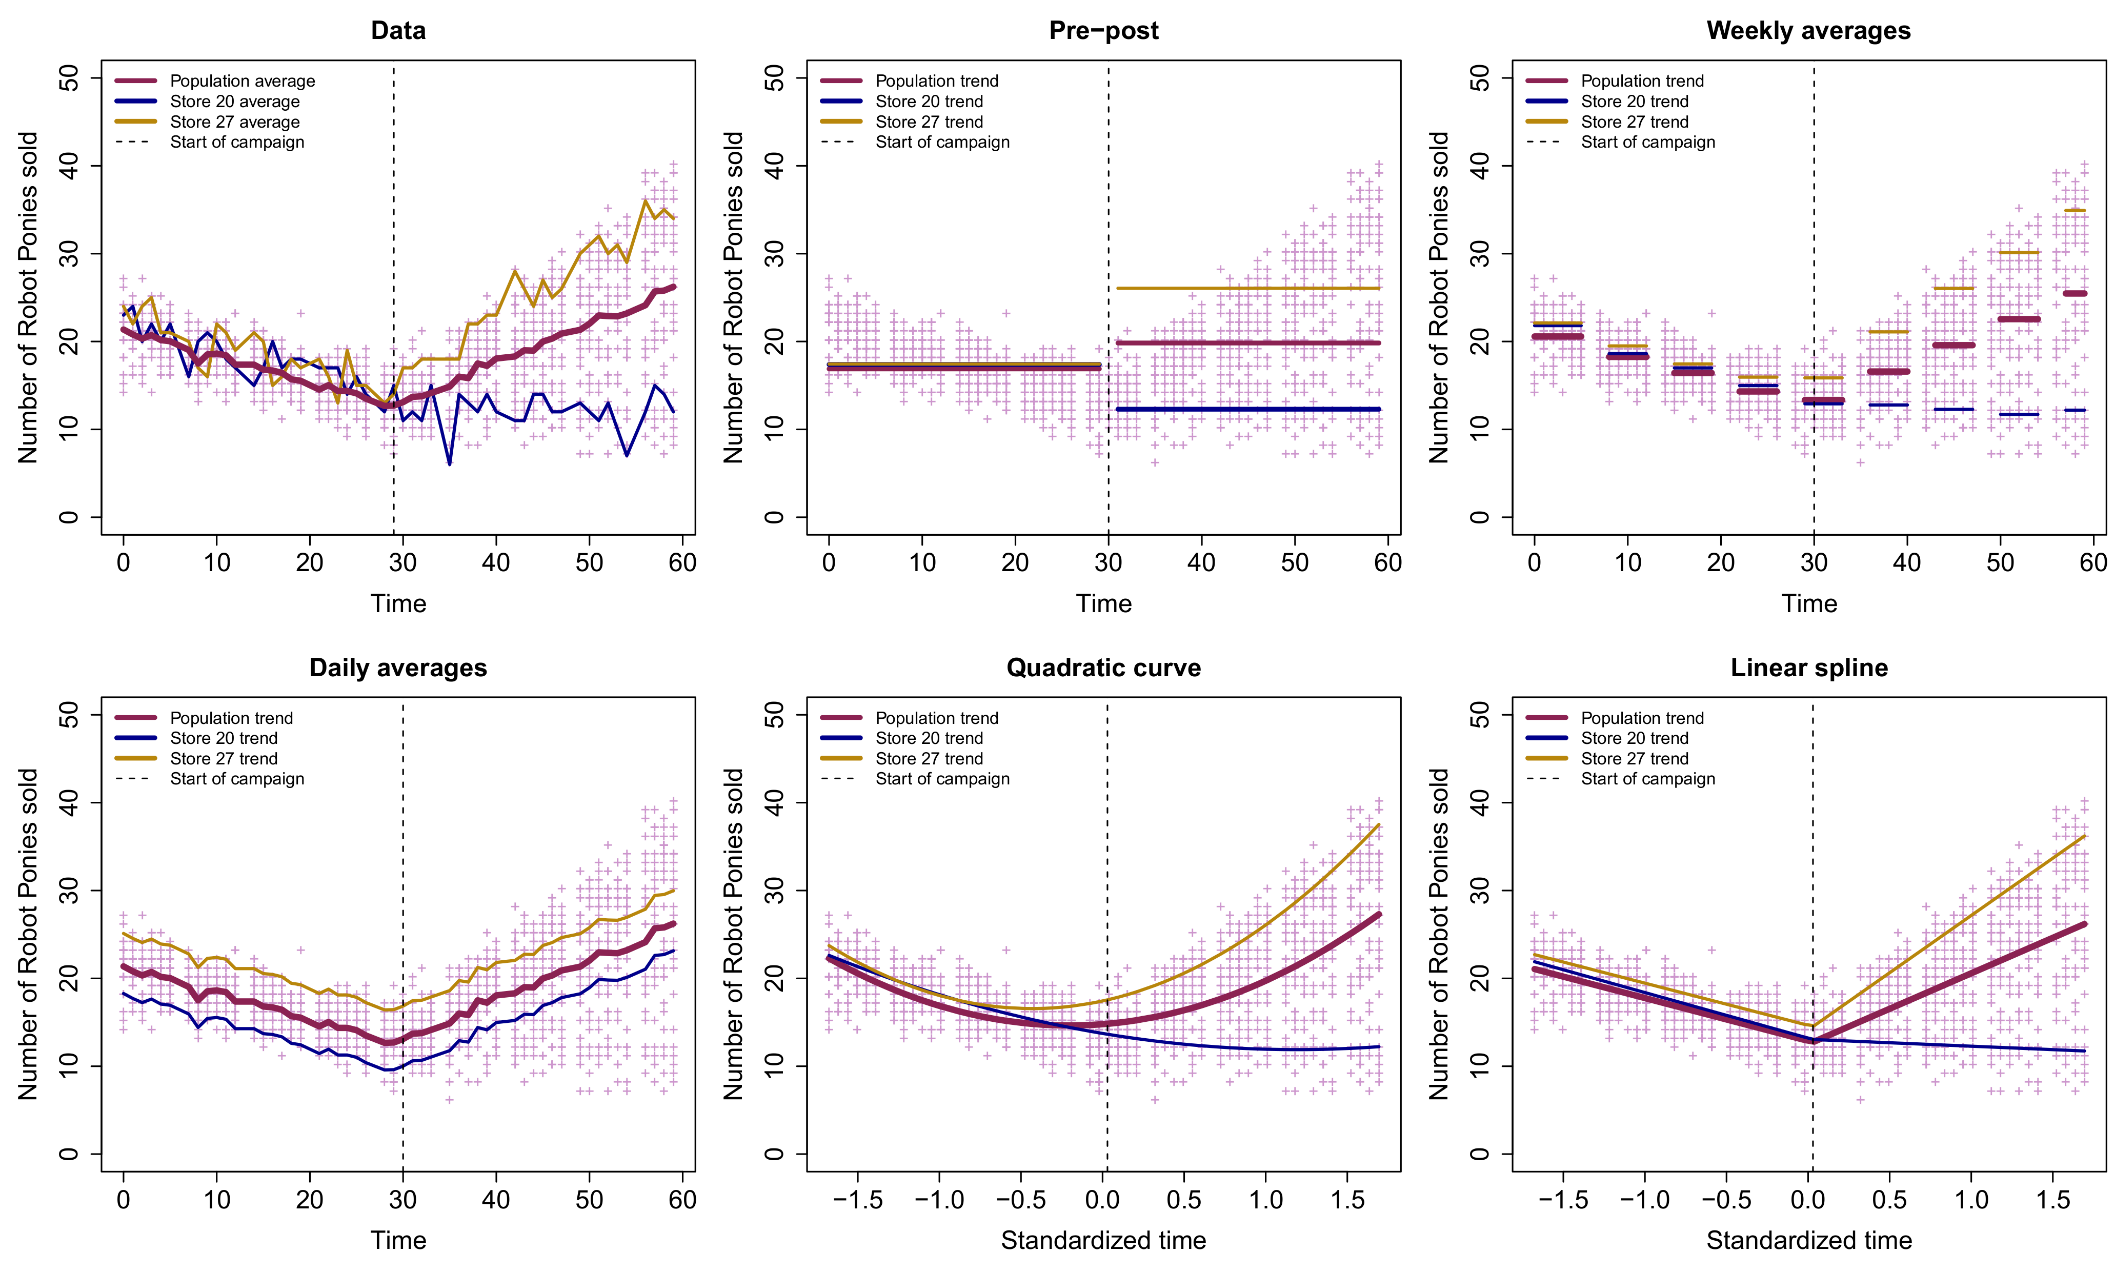 Data
Number of Robot Ponies sold
50
40
30
20
10
0
Population average
Store 20 average
Store 27 average
Start of campaign
0 10 20 30 40 50 60
Time
Pre−post
Number of Robot Ponies sold
50
40
30
20
10
0
Population trend
Store 20 trend
Store 27 trend
Start of campaign
0 10 20 30 40 50 60
Time
Weekly averages
Number of Robot Ponies sold
50
40
30
20
10
0
Population trend
Store 20 trend
Store 27 trend
Start of campaign
0 10 20 30 40 50 60
Time
Daily averages
Number of Robot Ponies sold
50
40
30
20
10
0
Population trend
Store 20 trend
Store 27 trend
Start of campaign
0 10 20 30 40 50 60
Time
Quadratic curve
Number of Robot Ponies sold
50
40
30
20
10
0
Population trend
Store 20 trend
Store 27 trend
Start of campaign
−1.5 −1.0 −0.5 0.0 0.5 1.0 1.5
Standardized time
Linear spline
Number of Robot Ponies sold
50
40
30
20
10
0
Population trend
Store 20 trend
Store 27 trend
Start of campaign
−1.5 −1.0 −0.5 0.0 0.5 1.0 1.5
Standardized time